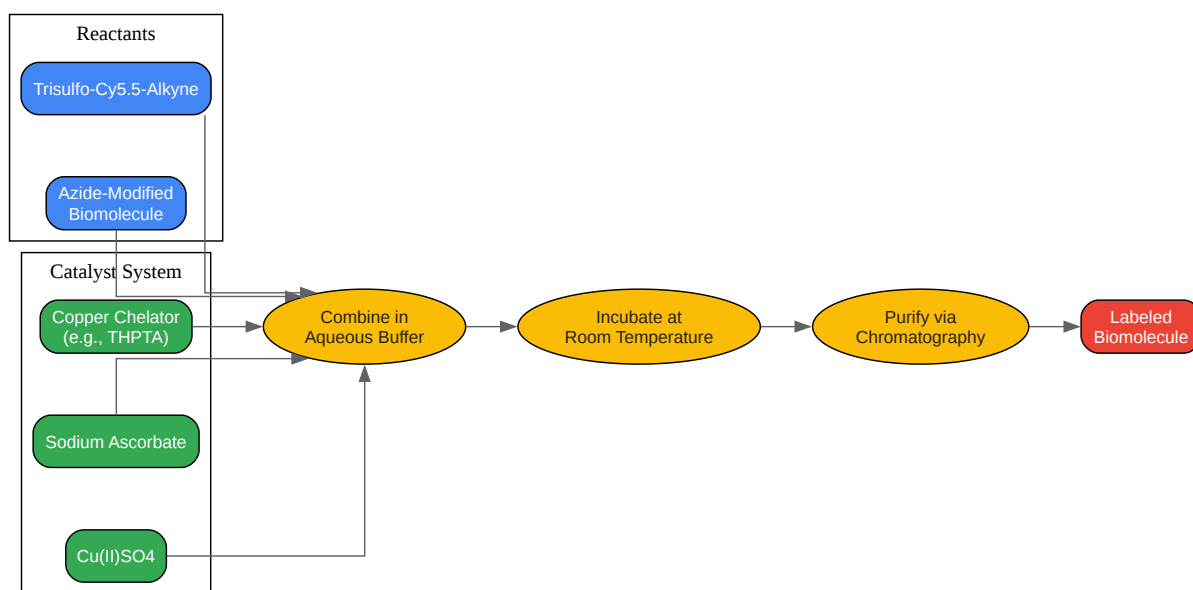 Reactants
Trisulfo-Cy5.5-Alkyne
Azide-Modified
Biomolecule
Catalyst System
Copper Chelator
(e.g., THPTA)
Sodium Ascorbate
Cu(II)SO4
Combine in
Aqueous Buffer
Incubate at
Room Temperature
Purify via
Chromatography
Labeled
Biomolecule